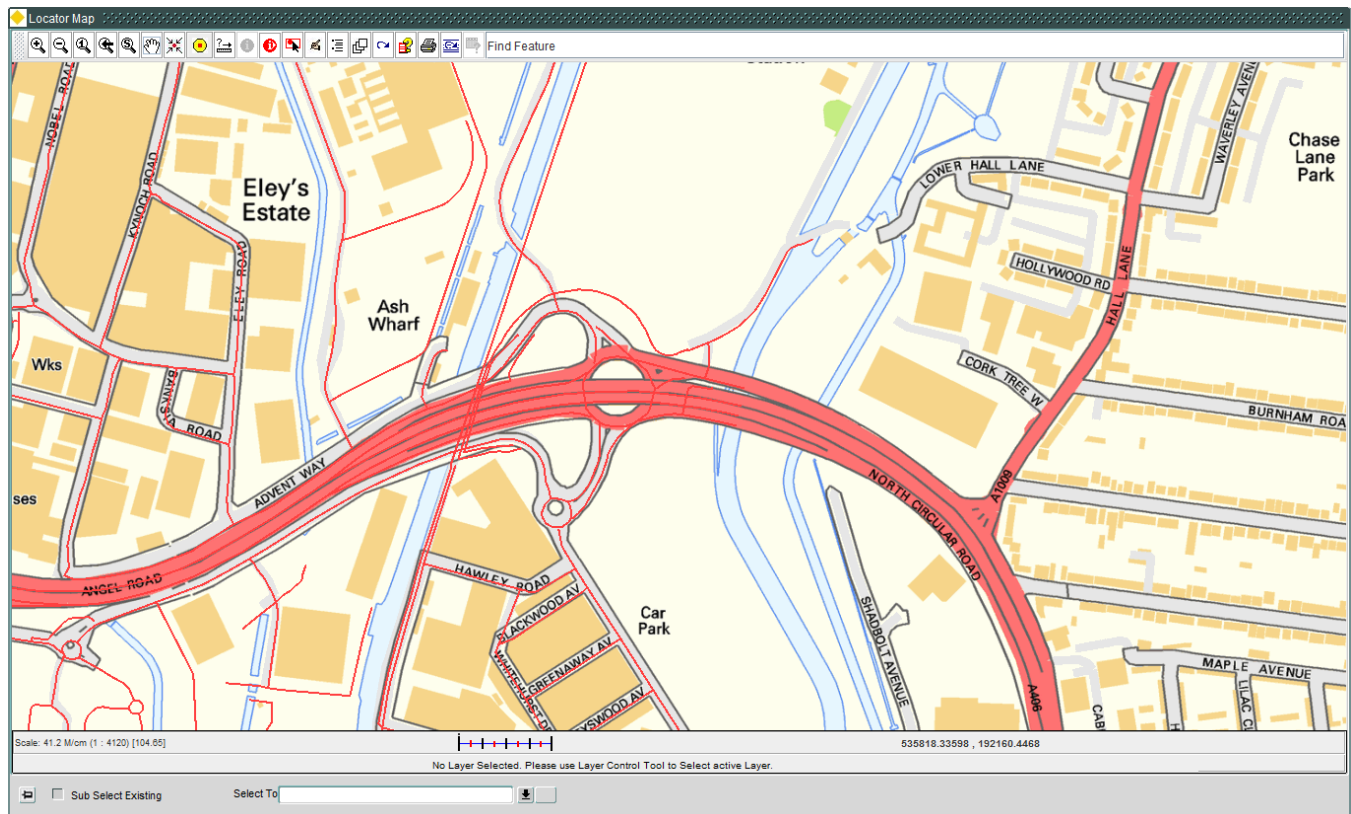 Locator Map
Find Feature
Station
NOBEL ROAD
KYNOCH ROAD
ELEY ROAD
Eley's
Estate
Ash
Wharf
Wks
BANKSIA ROAD
ADVENT WAY
ANGEL ROAD
HAWLEY ROAD
BLACKWOOD AV
GREENAWAY AV
Car
Park
LOWER HALL LANE
WAVERLEY AVENUE
Chase
Lane
Park
HOLLYWOOD RD
HALL LANE
CORK TREE W
BURNHAM ROA
A1009
NORTH CIRCULAR ROAD
SHADBOLT AVENUE
A406
MAPLE AVENUE
ses
WHITEHURST D
YSWOOD AV
LILAC C
CAB
H
Scale: 41.2 M/cm (1 : 4120) [104.65]
535818.33598 , 192160.4468
No Layer Selected. Please use Layer Control Tool to Select active Layer.
Sub Select Existing
Select To